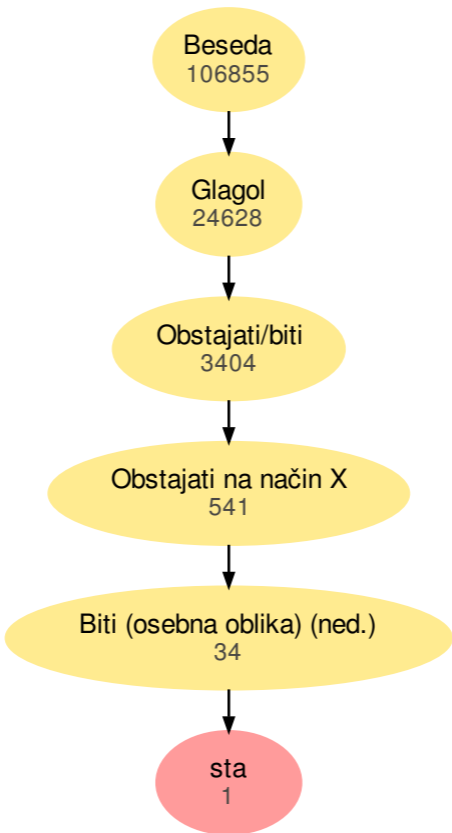 Beseda
106855
Glagol
24628
Obstajati/biti
3404
Obstajati na način X
541
Biti (osebna oblika) (ned.)
34
sta
1